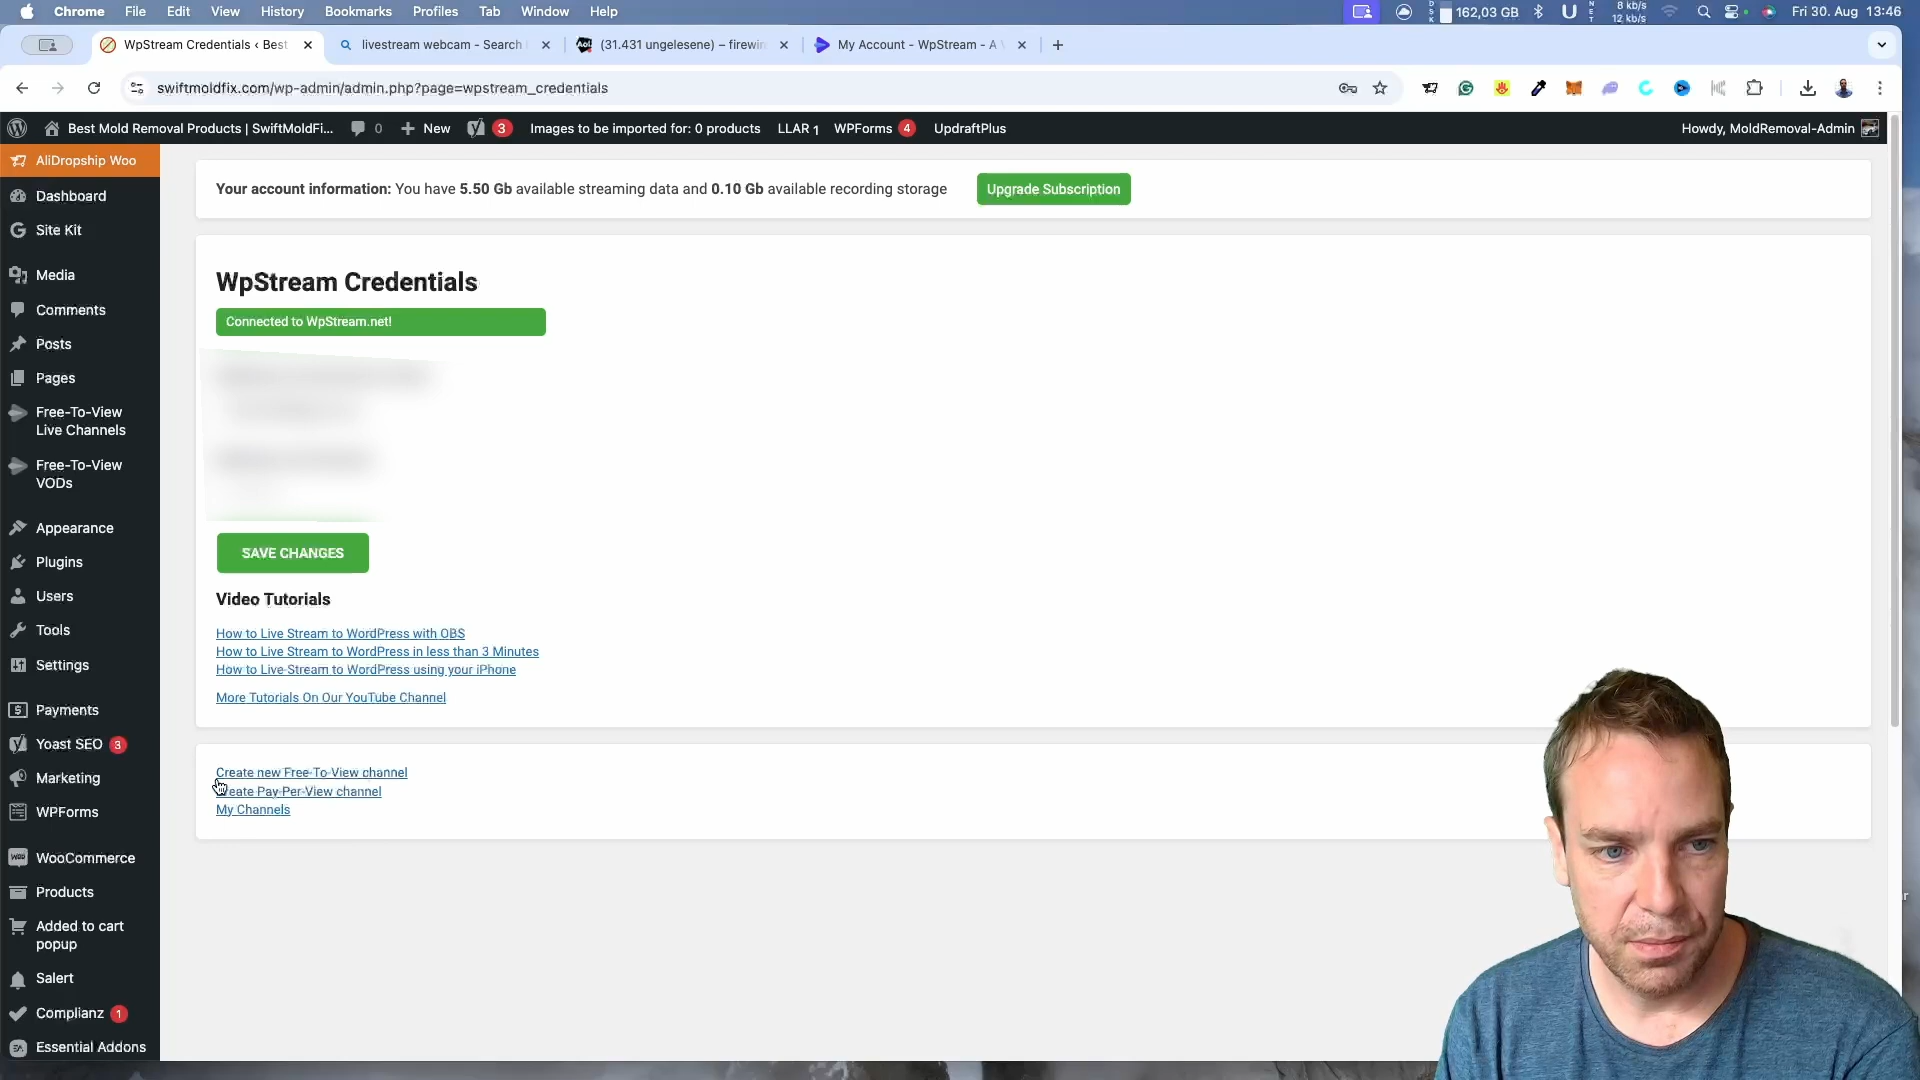 Chrome File Edit View History Bookmarks Profiles Tab Window Help 162,03 GB 8 kb/s 12 kb/s Fri 30. Aug 13:46
WpStream Credentials ‹ Best livestream webcam - Search (31.431 ungelesene) – firewir My Account - WpStream - A
swiftmoldfix.com/wp-admin/admin.php?page=wpstream_credentials
Best Mold Removal Products | SwiftMoldFi... 0 New 3 Images to be imported for: 0 products LLAR 1 WPForms 4 UpdraftPlus Howdy, MoldRemoval-Admin
AliDropship Woo
Dashboard
Site Kit
Media
Comments
Posts
Pages
Free-To-View
Live Channels
Free-To-View
VODs
Appearance
Plugins
Users
Tools
Settings
Payments
Yoast SEO 3
Marketing
WPForms
WooCommerce
Products
Added to cart
popup
Salert
Complianz 1
Essential Addons
Your account information: You have 5.50 Gb available streaming data and 0.10 Gb available recording storage Upgrade Subscription
WpStream Credentials
Connected to WpStream.net!
SAVE CHANGES
Video Tutorials
How to Live Stream to WordPress with OBS
How to Live Stream to WordPress in less than 3 Minutes
How to Live Stream to WordPress using your iPhone
More Tutorials On Our YouTube Channel
Create new Free-To-View channel
Create Pay-Per-View channel
My Channels